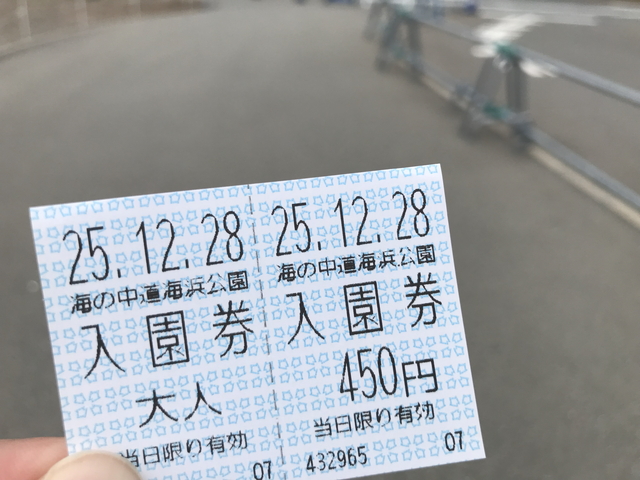 25.12.28
海の中道海浜公園
入園券
大人
当日限り有効
07
25.12.28
海の中道海浜公園
入園券
450円
当日限り有効
432965 07